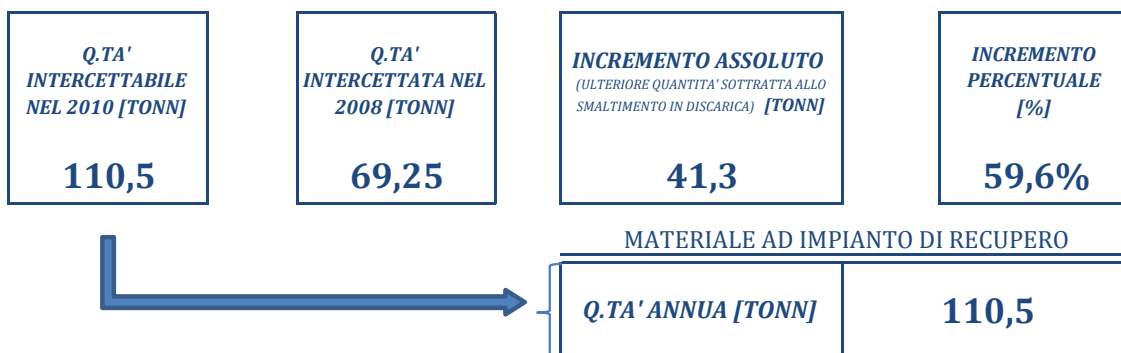 Q.TA'
INTERCETTABILE
NEL 2010 [TONN]
110,5
Q.TA'
INTERCETTATA NEL
2008 [TONN]
69,25
INCREMENTO ASSOLUTO
(ULTERIORE QUANTITA' SOTTRATTA ALLO
SMALTIMENTO IN DISCARICA) [TONN]
41,3
INCREMENTO
PERCENTUALE
[%]
59,6%
MATERIALE AD IMPIANTO DI RECUPERO
Q.TA' ANNUA [TONN] 110,5